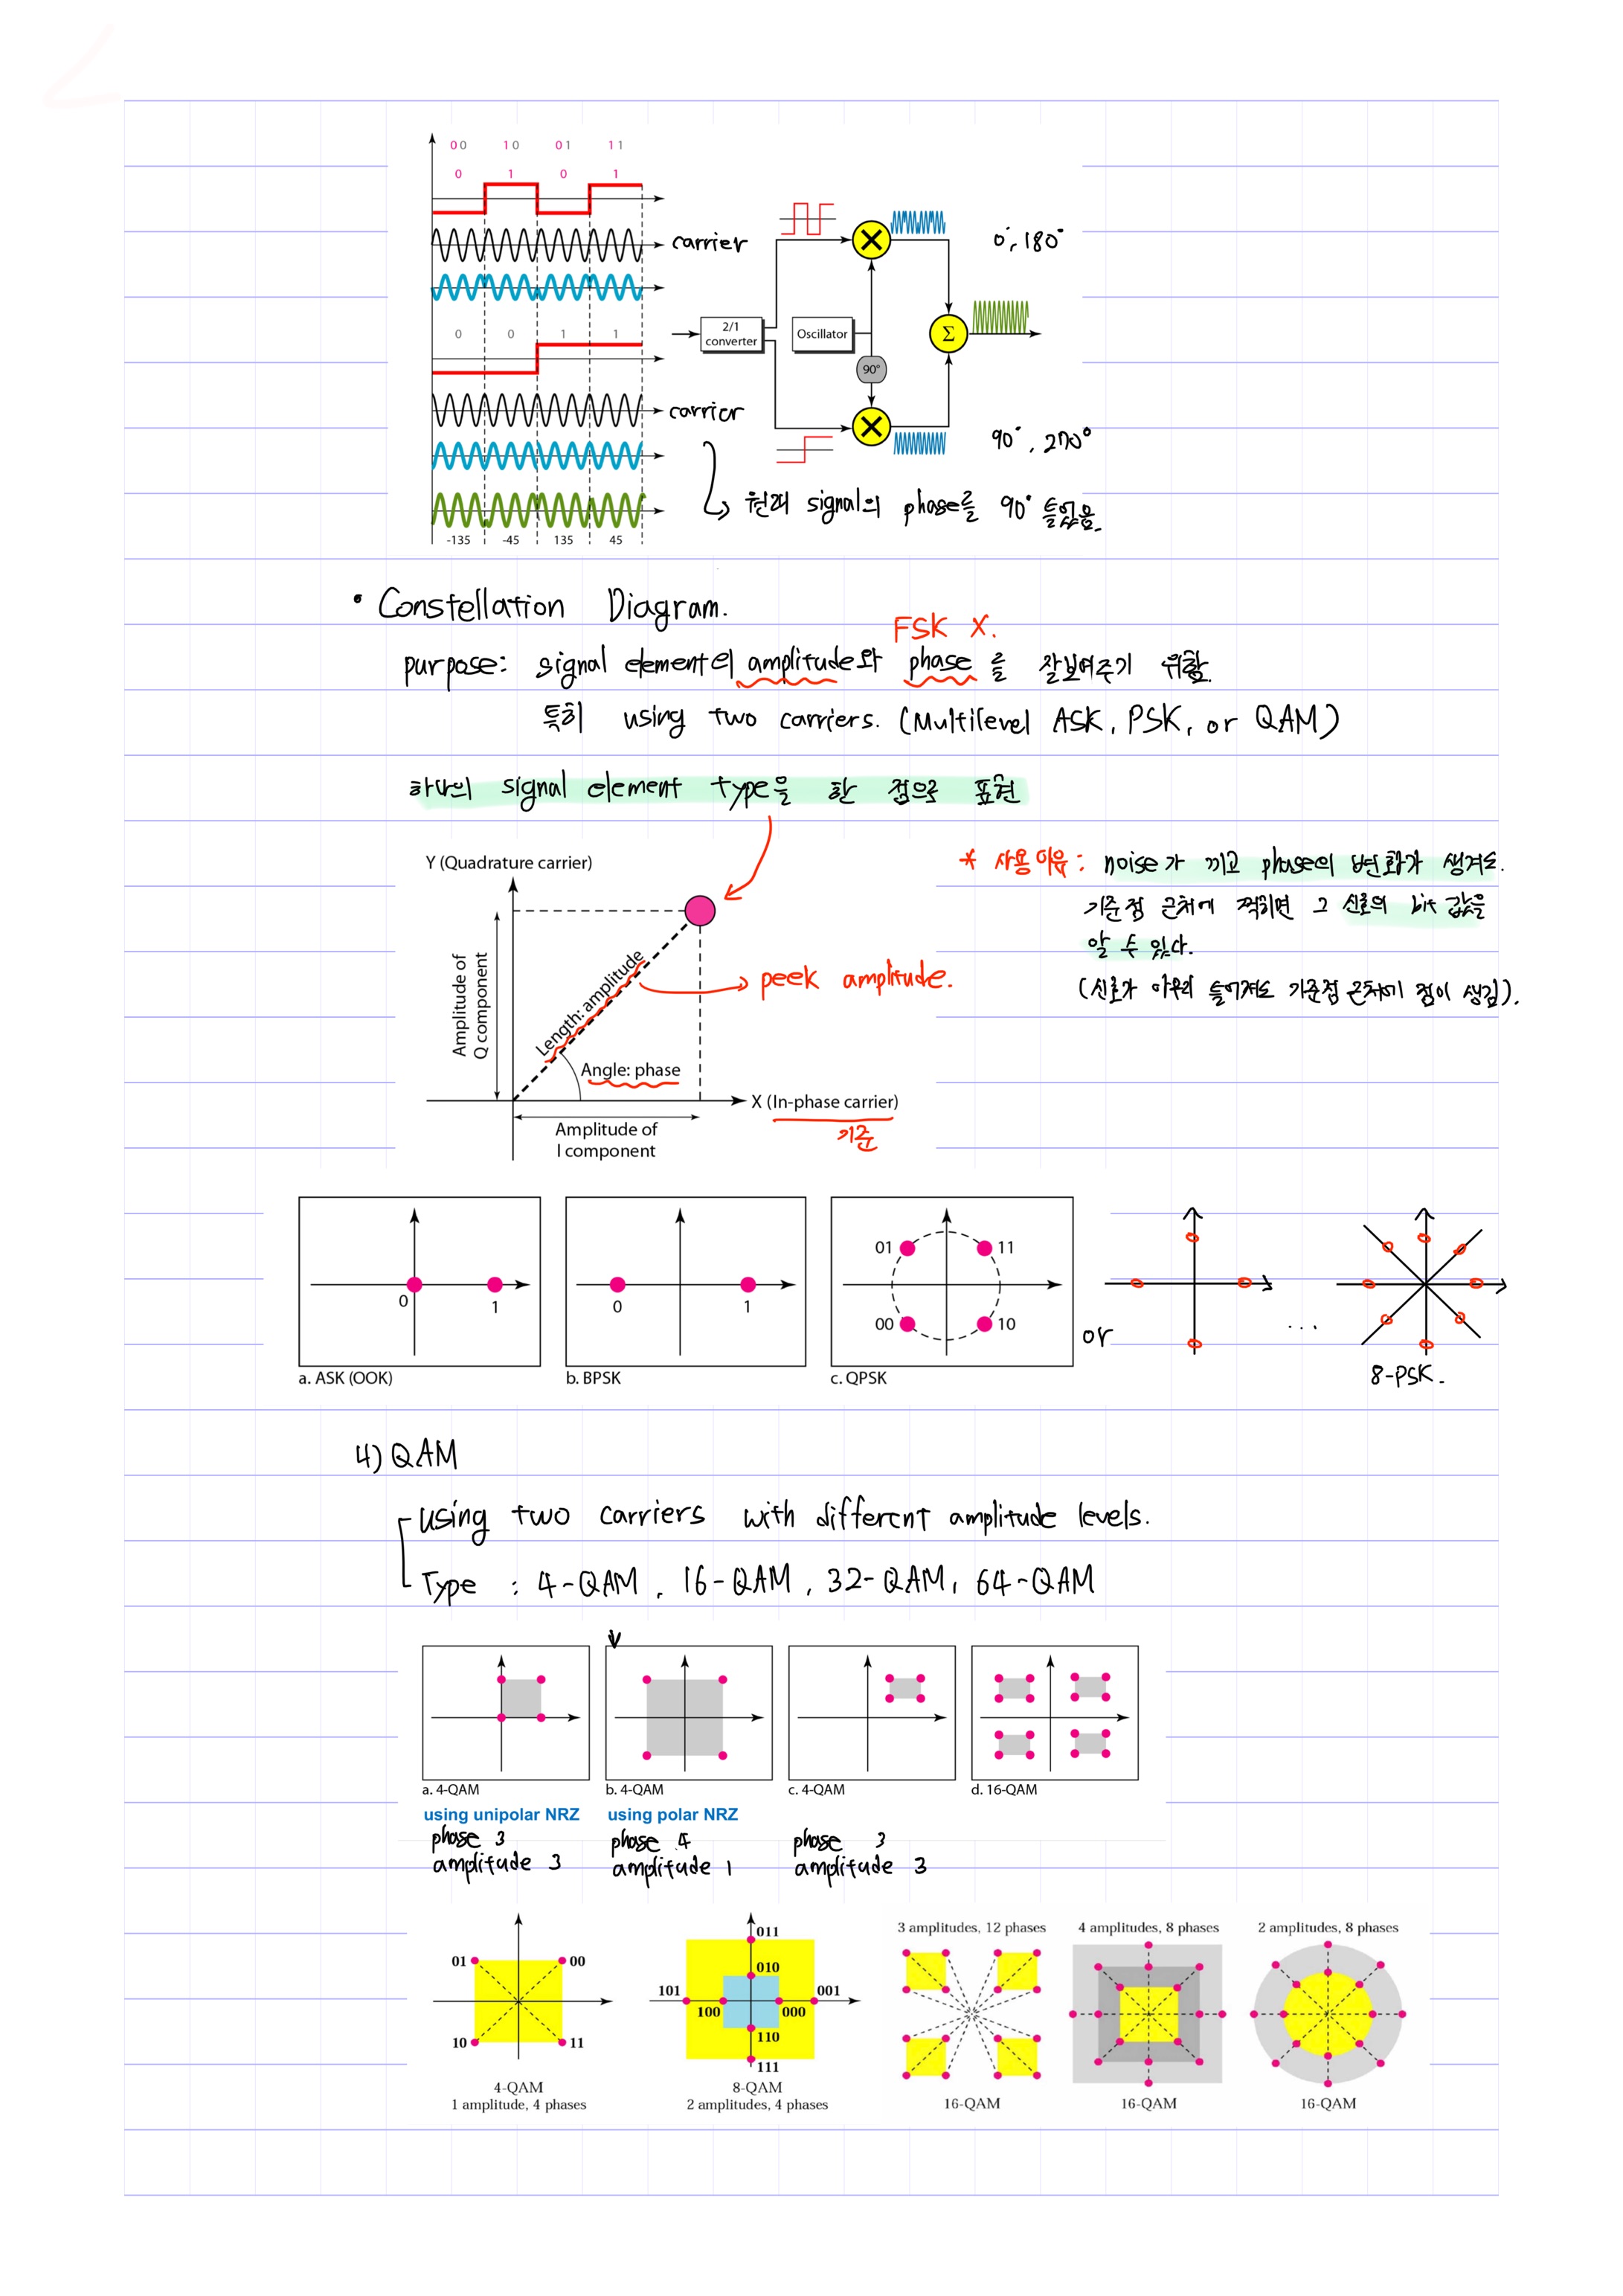 00 10 01 11
0 1 0 1
carrier
0°, 180°
2/1 converter
Oscillator
Σ
90°
0 0 1 1
carrier
90°, 270°
원래 signal의 phase를 90° 틀었음.
-135 -45 135 45
• Constellation Diagram.
FSK X.
purpose: signal element의 amplitude와 phase를 잘보여주기 위함.
특히 using two carriers. (Multilevel ASK, PSK, or QAM)
하나의 signal element type을 한 점으로 표현
Y (Quadrature carrier)
* 사용이유: noise가 끼고 phase의 변화가 생겨도.
기준점 근처에 찍히면 그 신호의 bit 값을
알 수 있다.
(신호가 아무리 틀어져도 기준점 근처에 점이 생김).
Amplitude of
Q component
Length: amplitude
peek amplitude.
Angle: phase
X (In-phase carrier)
기준
Amplitude of
I component
0 1
a. ASK (OOK)
0 1
b. BPSK
01 11
00 10
c. QPSK
or
...
8-PSK.
4) QAM
using two carriers with different amplitude levels.
Type : 4-QAM, 16-QAM, 32-QAM, 64-QAM
a. 4-QAM b. 4-QAM c. 4-QAM d. 16-QAM
using unipolar NRZ using polar NRZ
phase 3 phase 4 phase 3
amplitude 3 amplitude 1 amplitude 3
01 00
10 11
4-QAM
1 amplitude, 4 phases
011
010
101 001
100 000
110
111
8-QAM
2 amplitudes, 4 phases
3 amplitudes, 12 phases
16-QAM
4 amplitudes, 8 phases
16-QAM
2 amplitudes, 8 phases
16-QAM